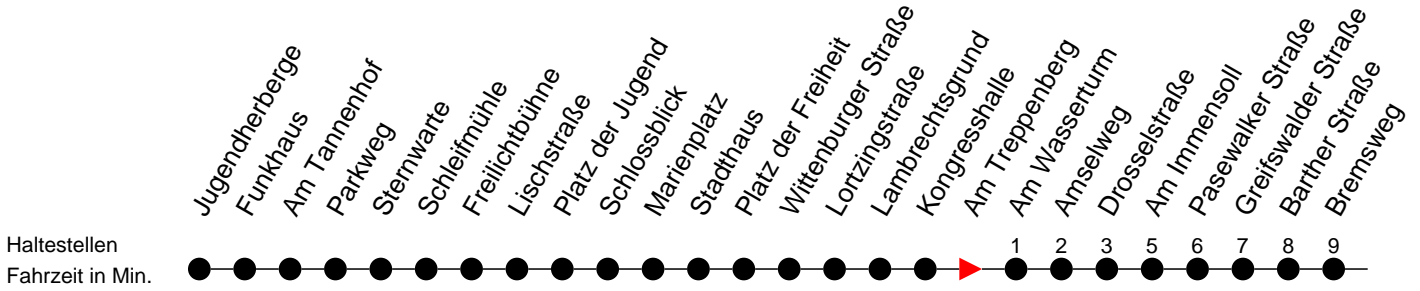 Jugendherberge
Funkhaus
Am Tannenhof
Parkweg
Sternwarte
Schleifmühle
Freilichtbühne
Lischstraße
Platz der Jugend
Schlossblick
Marienplatz
Stadthaus
Platz der Freiheit
Wittenburger Straße
Lortzingstraße
Lambrechtsgrund
Kongresshalle
Am Treppenberg
Am Wasserturm
Amselweg
Drosselstraße
Am Immensoll
Pasewalker Straße
Greifswalder Straße
Barther Straße
Bremsweg
Haltestellen 1 2 3 5 6 7 8 9
Fahrzeit in Min.